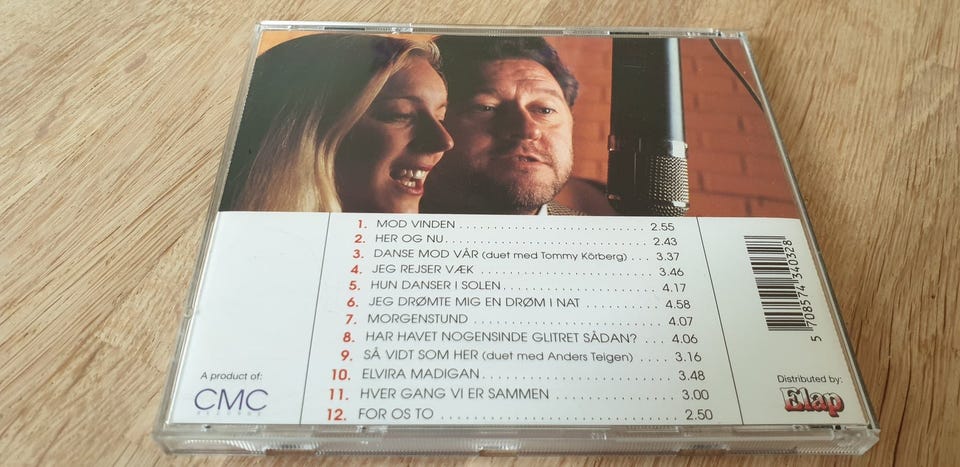 1. MOD VINDEN 2.55
2. HER OG NU 2.43
3. DANSE MOD VÅR (duet med Tommy Körberg) 3.37
4. JEG REJSER VÆK 3.46
5. HUN DANSER I SOLEN 4.17
6. JEG DRØMTE MIG EN DRØM I NAT 4.58
7. MORGENSTUND 4.07
8. HAR HAVET NOGENSINDE GLITRET SÅDAN? 4.06
9. SÅ VIDT SOM HER (duet med Anders Teigen) 3.16
10. ELVIRA MADIGAN 3.48
11. HVER GANG VI ER SAMMEN 3.00
12. FOR OS TO 2.50
A product of:
CMC
RECORDS
5 708574 340328
Distributed by:
Elap